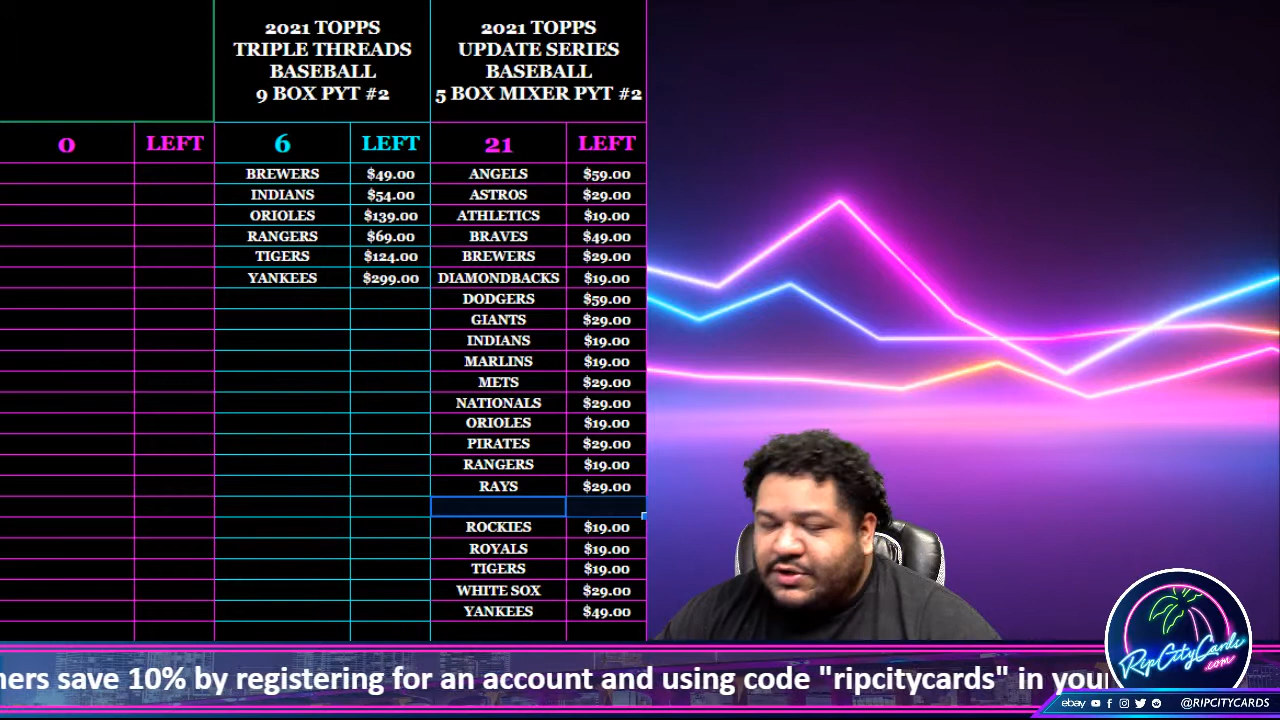 2021 TOPPS
TRIPLE THREADS
BASEBALL
9 BOX PYT #2
2021 TOPPS
UPDATE SERIES
BASEBALL
5 BOX MIXER PYT #2
0 LEFT 6 LEFT 21 LEFT
BREWERS $49.00 ANGELS $59.00
INDIANS $54.00 ASTROS $29.00
ORIOLES $139.00 ATHLETICS $19.00
RANGERS $69.00 BRAVES $49.00
TIGERS $124.00 BREWERS $29.00
YANKEES $299.00 DIAMONDBACKS $19.00
DODGERS $59.00
GIANTS $29.00
INDIANS $19.00
MARLINS $19.00
METS $29.00
NATIONALS $29.00
ORIOLES $19.00
PIRATES $29.00
RANGERS $19.00
RAYS $29.00
ROCKIES $19.00
ROYALS $19.00
TIGERS $19.00
WHITE SOX $29.00
YANKEES $49.00
ners save 10% by registering for an account and using code "ripcitycards" in you
RipCityCards
.com
ebay @RIPCITYCARDS